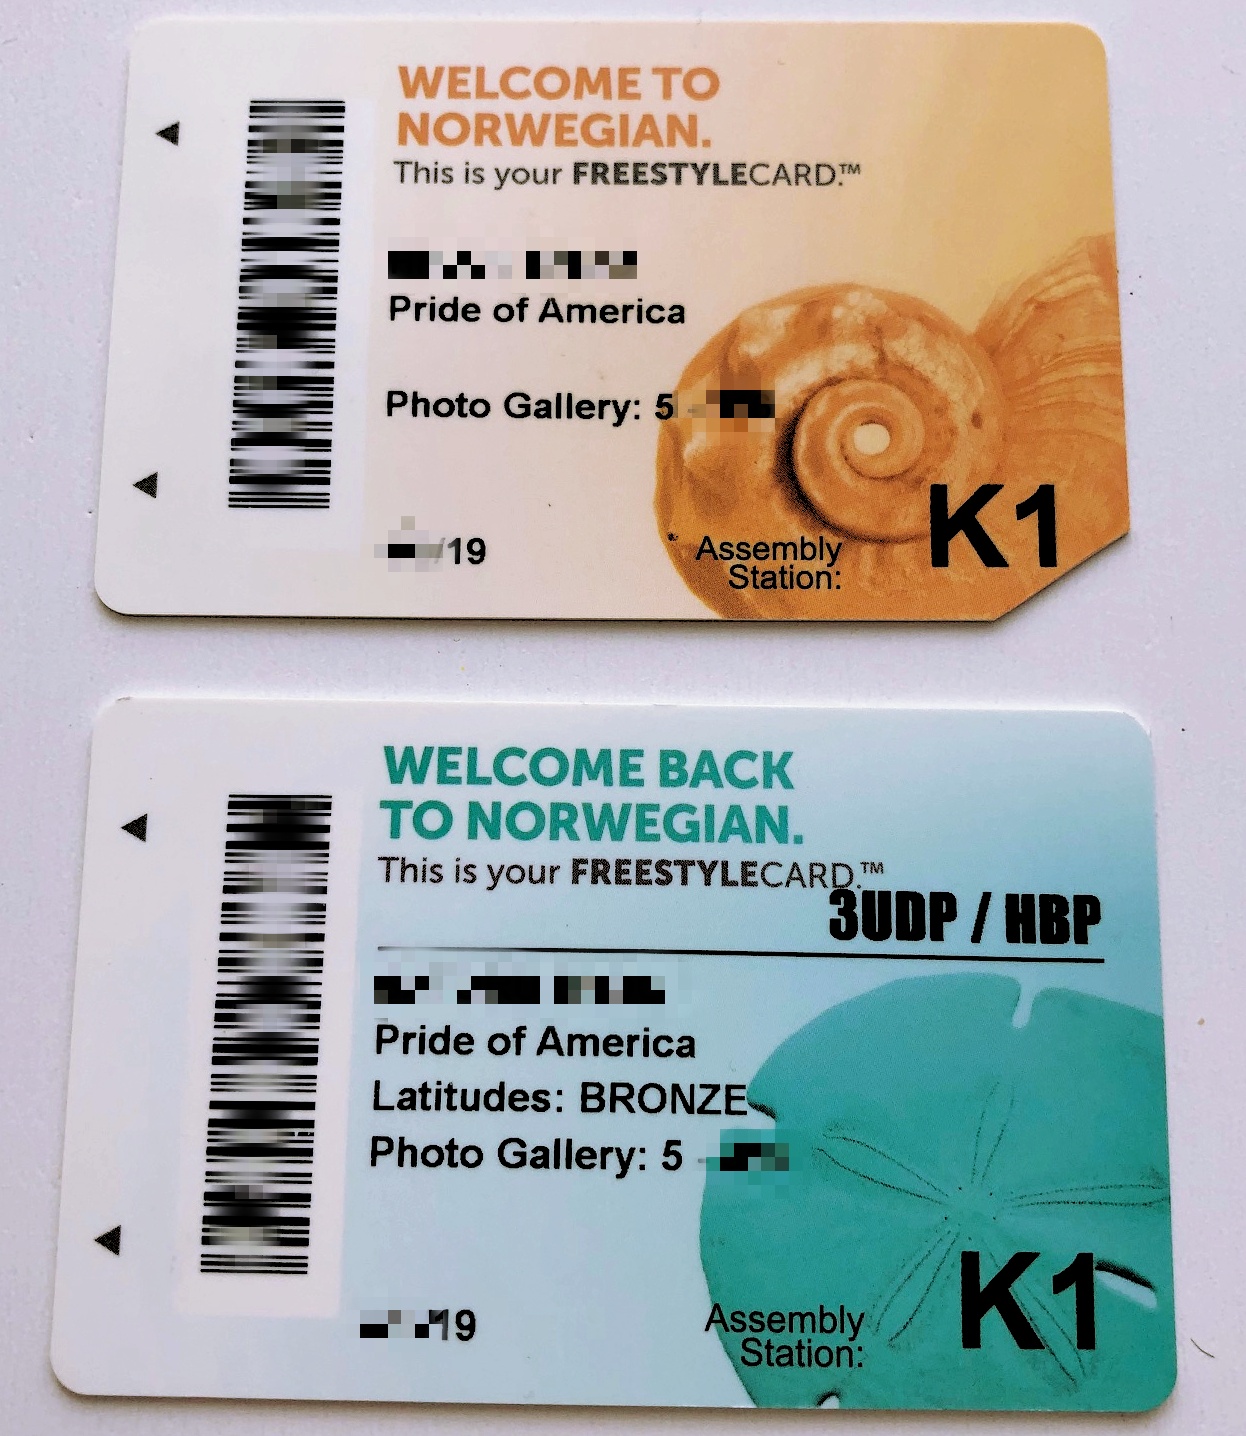 WELCOME TO
NORWEGIAN.
This is your FREESTYLECARD.™
Pride of America
Photo Gallery: 5
/19
Assembly
Station:
K1
WELCOME BACK
TO NORWEGIAN.
This is your FREESTYLECARD.™
3UDP / HBP
Pride of America
Latitudes: BRONZE
Photo Gallery: 5 -
19
Assembly
Station:
K1